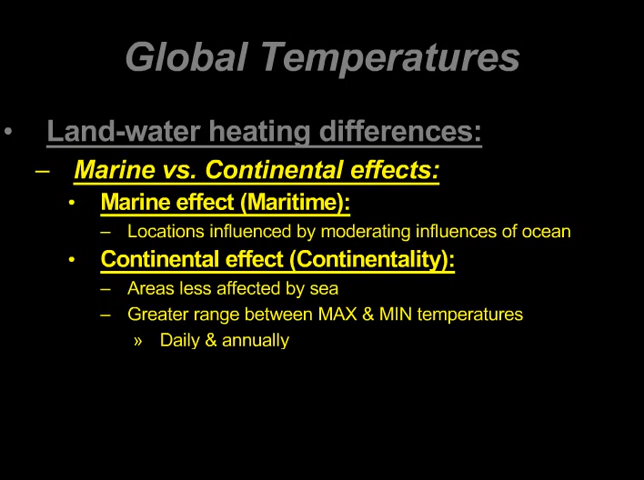 Global Temperatures
• Land-water heating differences:
– Marine vs. Continental effects:
• Marine effect (Maritime):
– Locations influenced by moderating influences of ocean
• Continental effect (Continentality):
– Areas less affected by sea
– Greater range between MAX & MIN temperatures
» Daily & annually